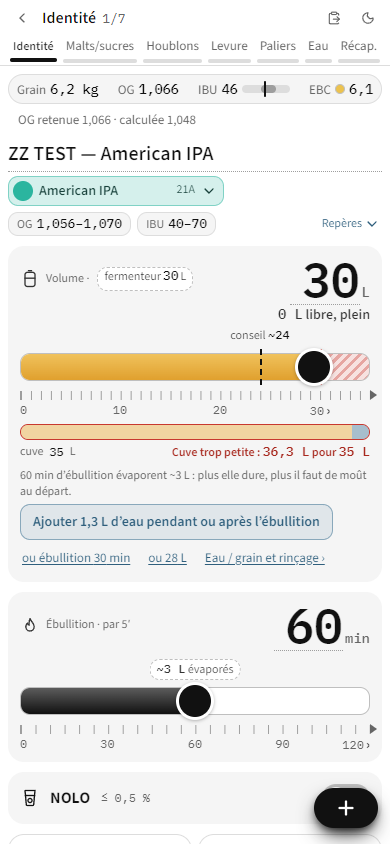 Identité 1/7
Identité Malts/sucres Houblons Levure Paliers Eau Récap.
Grain 6,2 kg OG 1,066 IBU 46 EBC 6,1
OG retenue 1,066 · calculée 1,048
ZZ TEST — American IPA
American IPA 21A
OG 1,056–1,070 IBU 40–70 Repères
Volume · fermenteur 30 L 30 L
0 L libre, plein
conseil ~24
0 10 20 30›
cuve 35 L Cuve trop petite : 36,3 L pour 35 L
60 min d’ébullition évaporent ~3 L : plus elle dure, plus il faut de moût
au départ.
Ajouter 1,3 L d’eau pendant ou après l’ébullition
ou ébullition 30 min ou 28 L Eau / grain et rinçage ›
Ébullition · par 5’ 60 min
~3 L évaporés
0 30 60 90 120›
NOLO ≤ 0,5 %
+